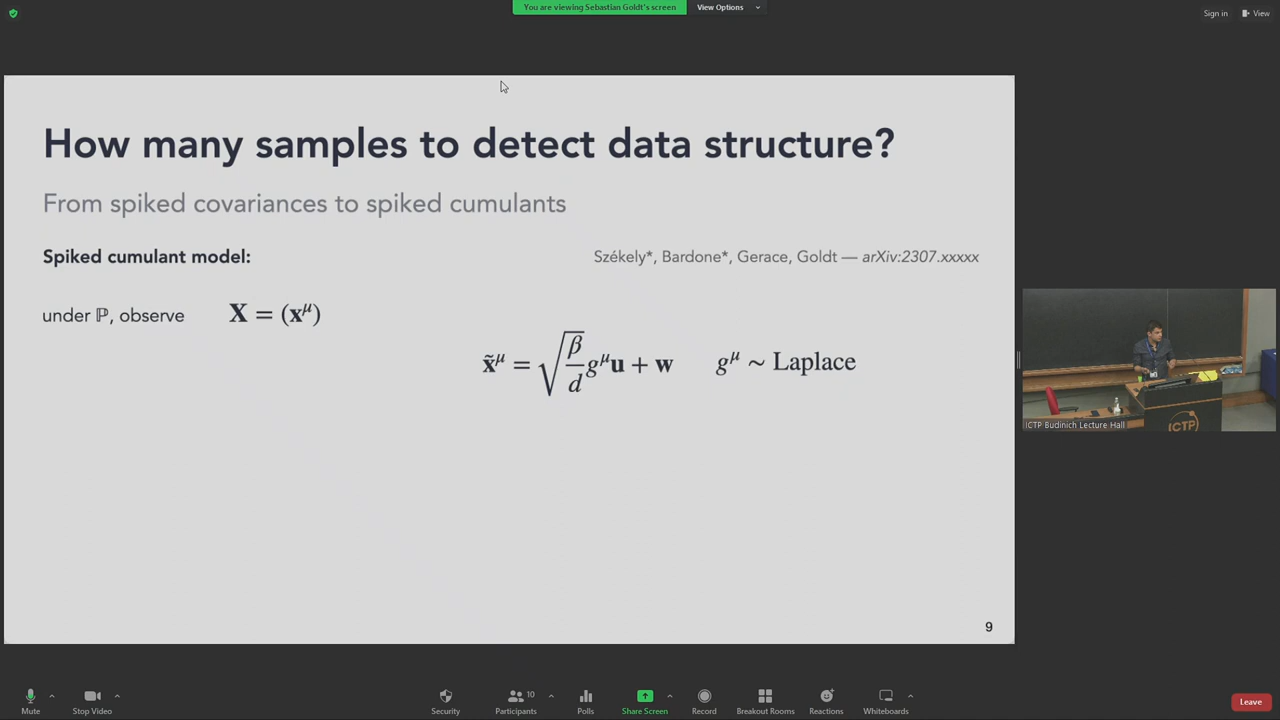 You are viewing Sebastian Goldt's screen
View Options
Sign in
View
How many samples to detect data structure?
From spiked covariances to spiked cumulants
Spiked cumulant model:
Székely*, Bardone*, Gerace, Goldt — arXiv:2307.xxxxx
under ℙ, observe X = (x^μ)
x̃^μ = √(β/d) g^μ u + w g^μ ~ Laplace
ICTP
ICTP Budinich Lecture Hall
9
Mute
Stop Video
Security
Participants 10
Polls
Share Screen
Record
Breakout Rooms
Reactions
Whiteboards
Leave